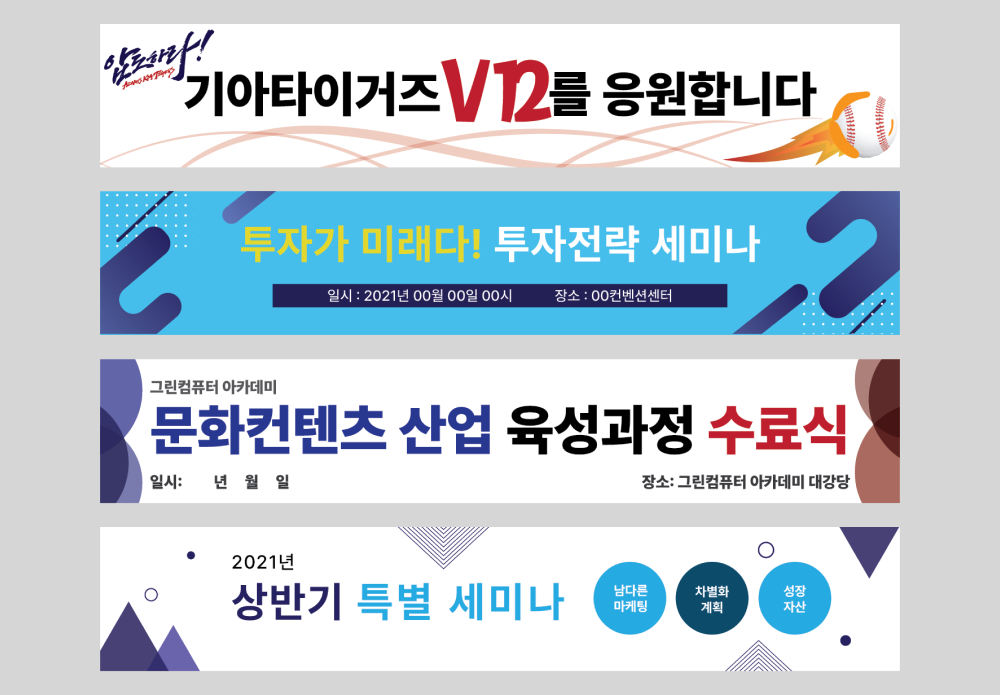 압도하라!
Always KIA TIGERS
기아타이거즈 V12를 응원합니다
투자가 미래다! 투자전략 세미나
일시 : 2021년 00월 00일 00시 장소 : 00컨벤션센터
그린컴퓨터 아카데미
문화컨텐츠 산업 육성과정 수료식
일시: 년 월 일 장소: 그린컴퓨터 아카데미 대강당
2021년
상반기 특별 세미나
남다른
마케팅
차별화
계획
성장
자산